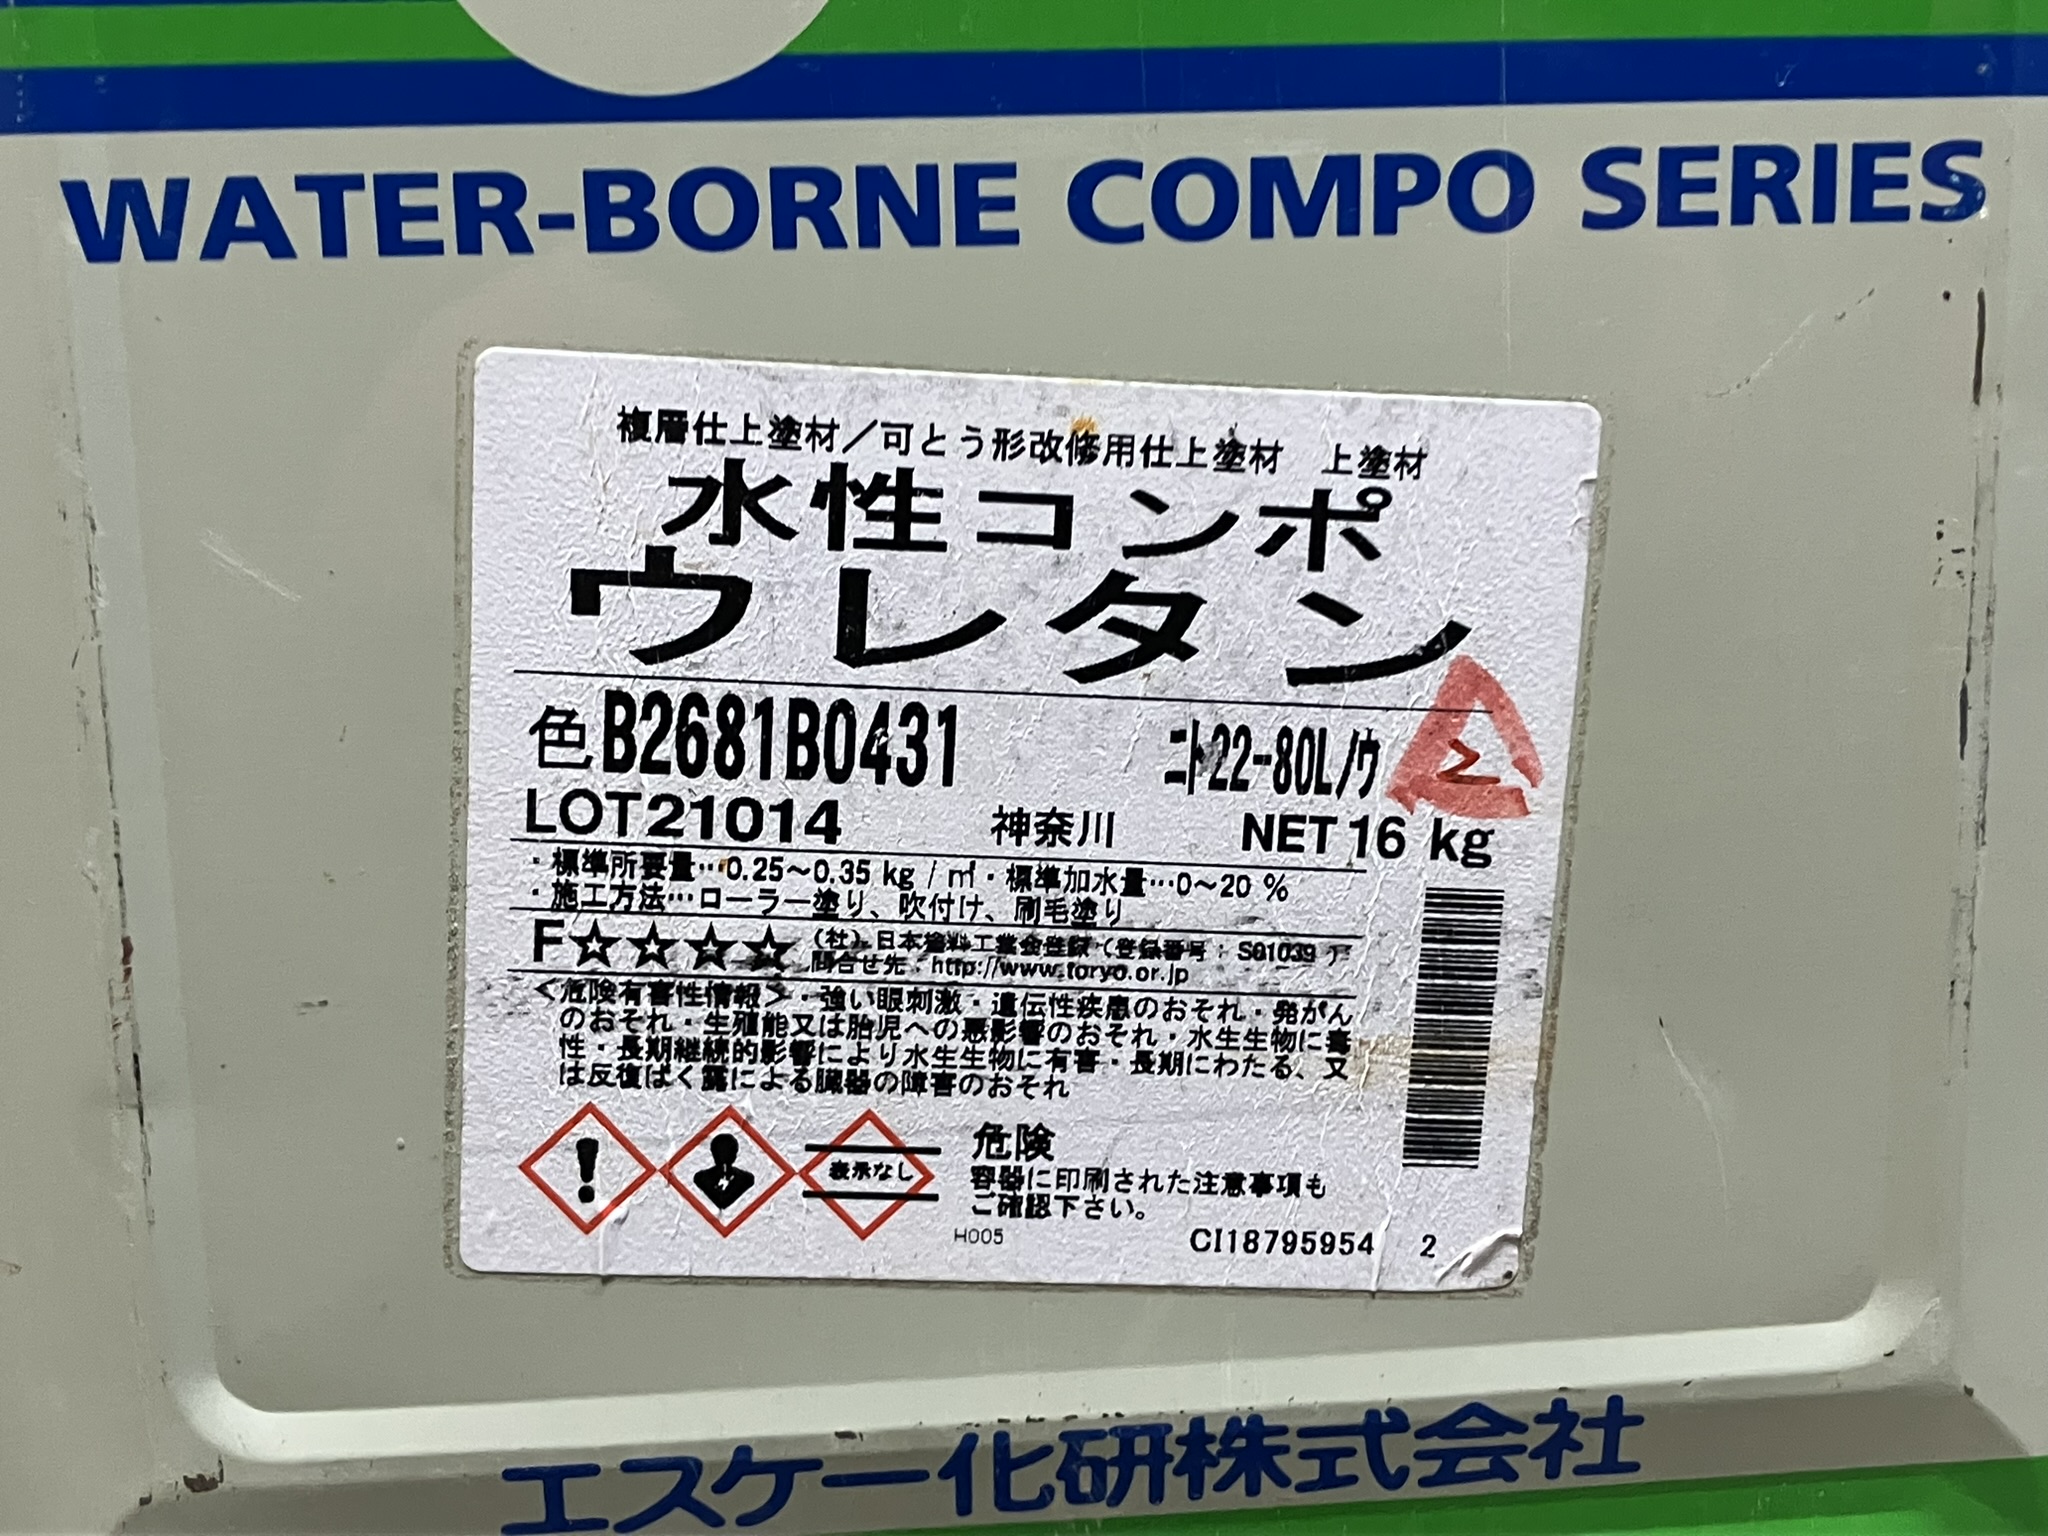 WATER-BORNE COMPO SERIES
複層仕上塗材／可とう形改修用仕上塗材　上塗材
水性コンポ
ウレタン
色 B2681B0431 ニト22-80L/ウ 2
LOT 21014 神奈川 NET 16 kg
・標準所要量…0.25～0.35 kg / ㎡・標準加水量…0～20 %
・施工方法…ローラー塗り、吹付け、刷毛塗り
F☆☆☆☆ (社)日本塗料工業会登録（登録番号：S01039）
問合せ先：http://www.toryo.or.jp
＜危険有害性情報＞・強い眼刺激・遺伝性疾患のおそれ・発がん
のおそれ・生殖能又は胎児への悪影響のおそれ・水生生物に毒
性・長期継続的影響により水生生物に有害・長期にわたる、又
は反復ばく露による臓器の障害のおそれ
表示なし
危険
容器に印刷された注意事項も
ご確認下さい。
H005 CI18795954 2
エスケー化研株式会社